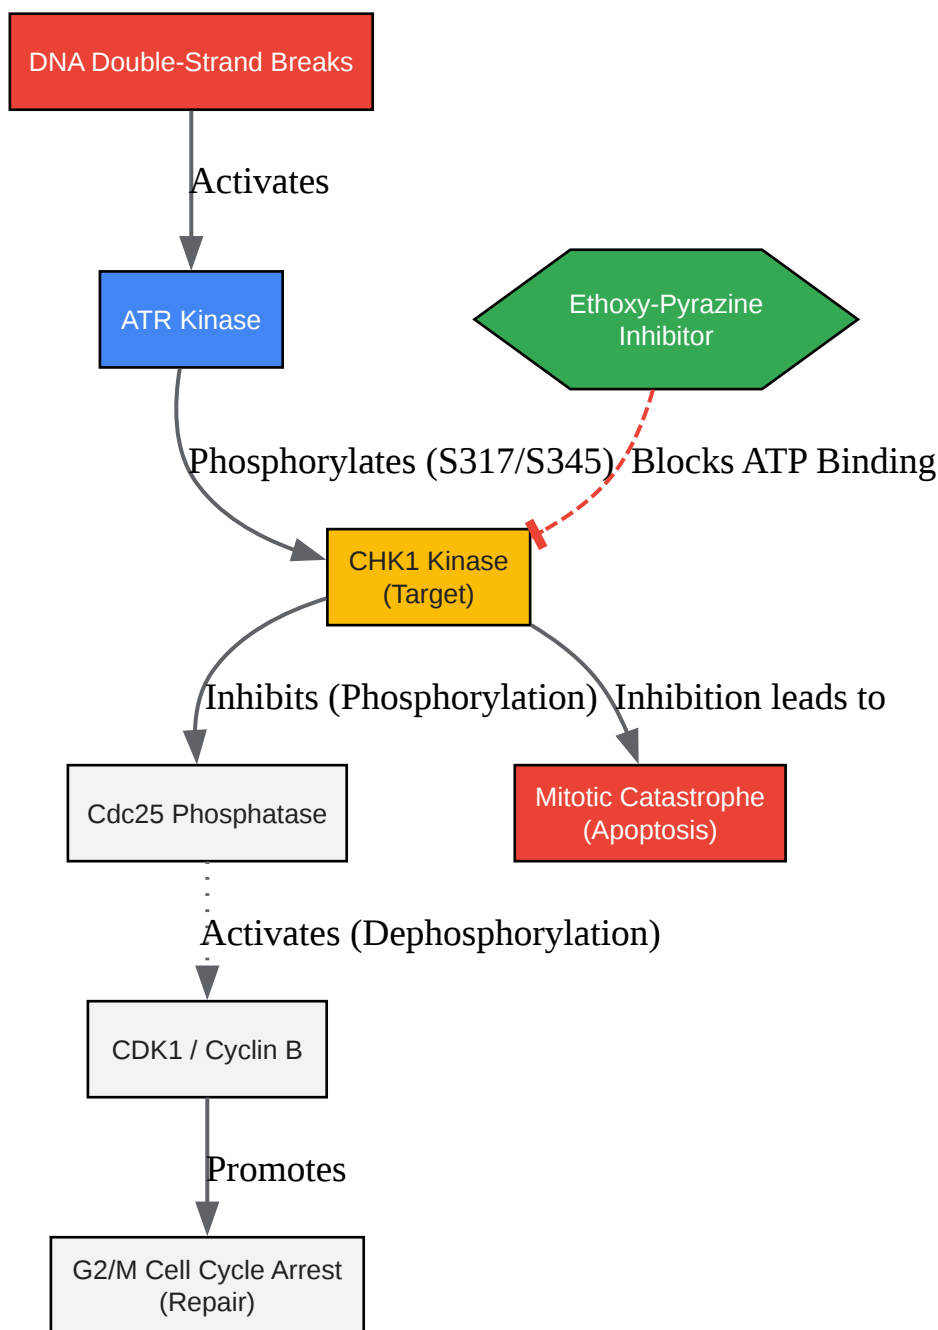 DNA Double-Strand Breaks
Activates
ATR Kinase
Ethoxy-Pyrazine
Inhibitor
Phosphorylates (S317/S345)
Blocks ATP Binding
CHK1 Kinase
(Target)
Inhibits (Phosphorylation)
Inhibition leads to
Cdc25 Phosphatase
Mitotic Catastrophe
(Apoptosis)
Activates (Dephosphorylation)
CDK1 / Cyclin B
Promotes
G2/M Cell Cycle Arrest
(Repair)